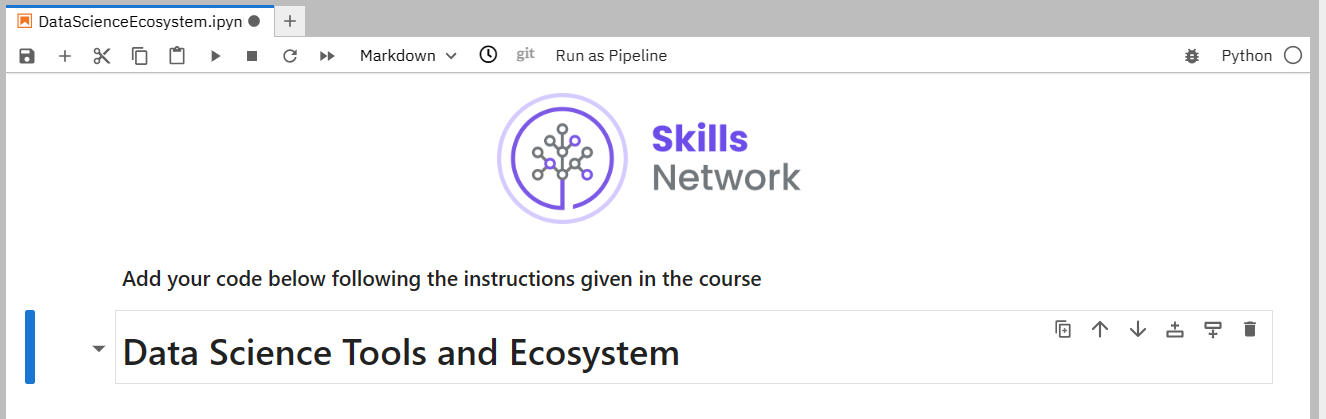 DataScienceEcosystem.ipyn
Markdown git Run as Pipeline Python
Skills
Network
Add your code below following the instructions given in the course
Data Science Tools and Ecosystem